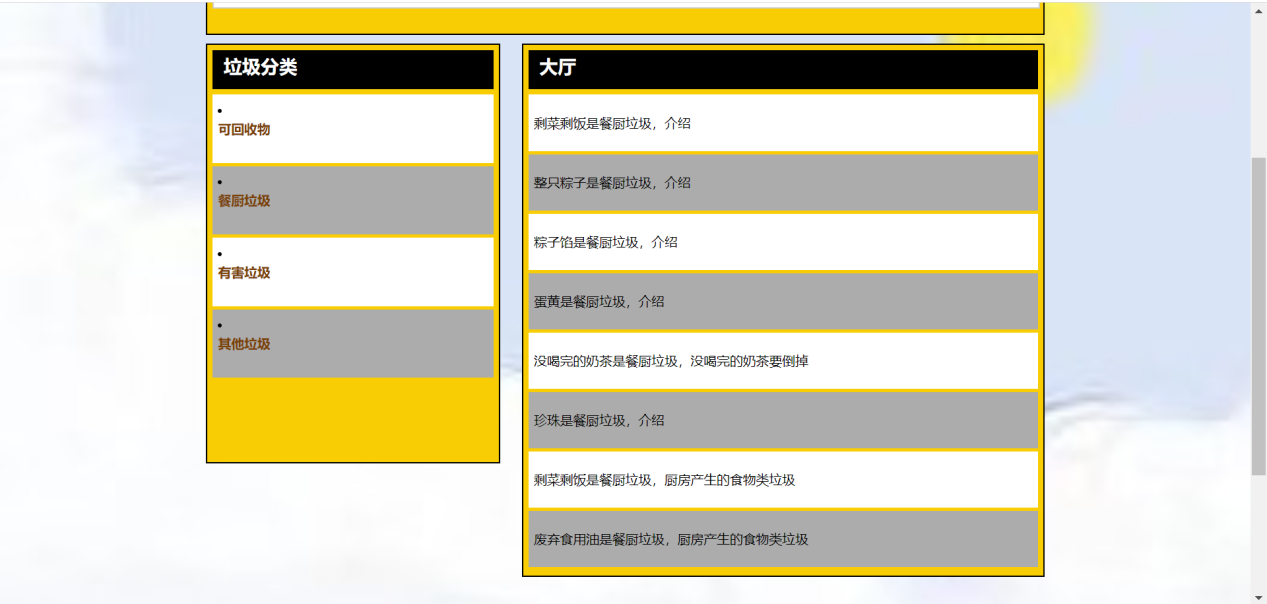 垃圾分类
可回收物
餐厨垃圾
有害垃圾
其他垃圾
大厅
剩菜剩饭是餐厨垃圾，介绍
整只粽子是餐厨垃圾，介绍
粽子馅是餐厨垃圾，介绍
蛋黄是餐厨垃圾，介绍
没喝完的奶茶是餐厨垃圾，没喝完的奶茶要倒掉
珍珠是餐厨垃圾，介绍
剩菜剩饭是餐厨垃圾，厨房产生的食物类垃圾
废弃食用油是餐厨垃圾，厨房产生的食物类垃圾